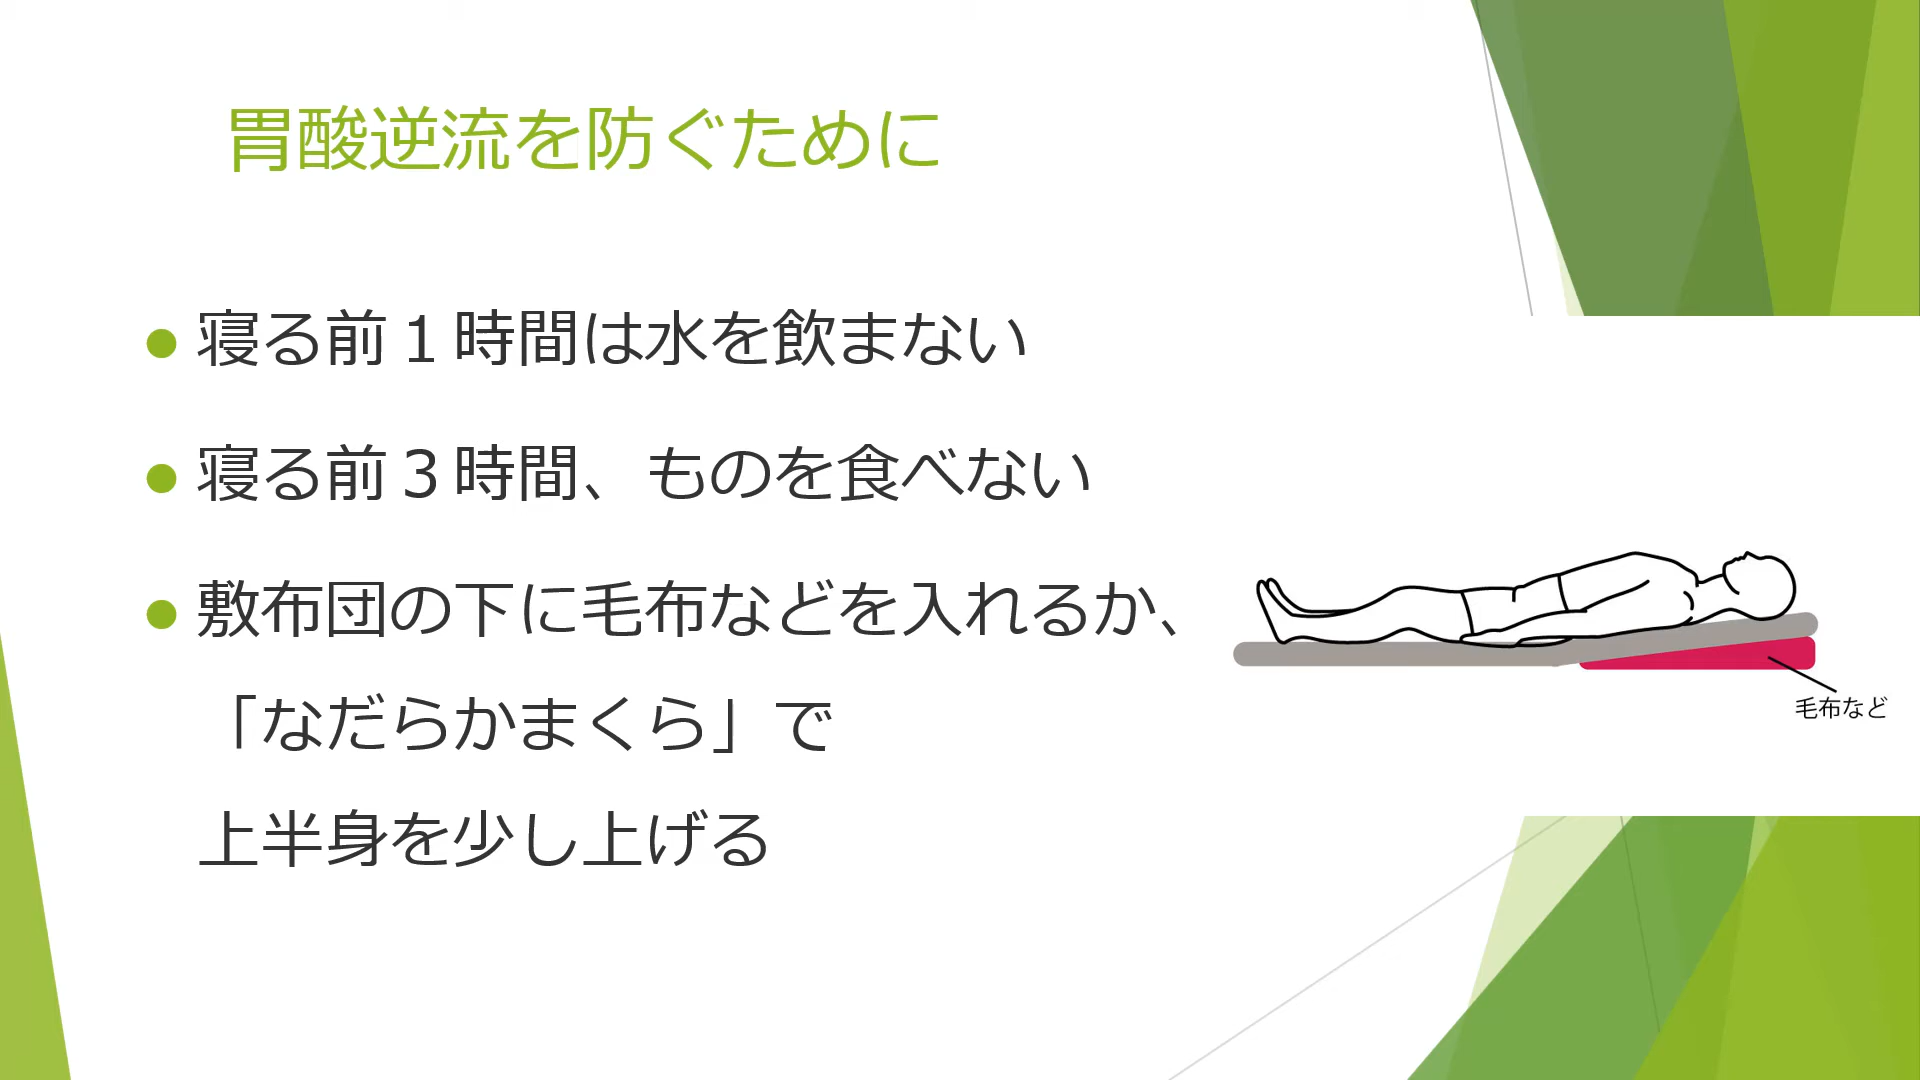 胃酸逆流を防ぐために
寝る前１時間は水を飲まない
寝る前３時間、ものを食べない
敷布団の下に毛布などを入れるか、
「なだらかまくら」で
上半身を少し上げる
毛布など